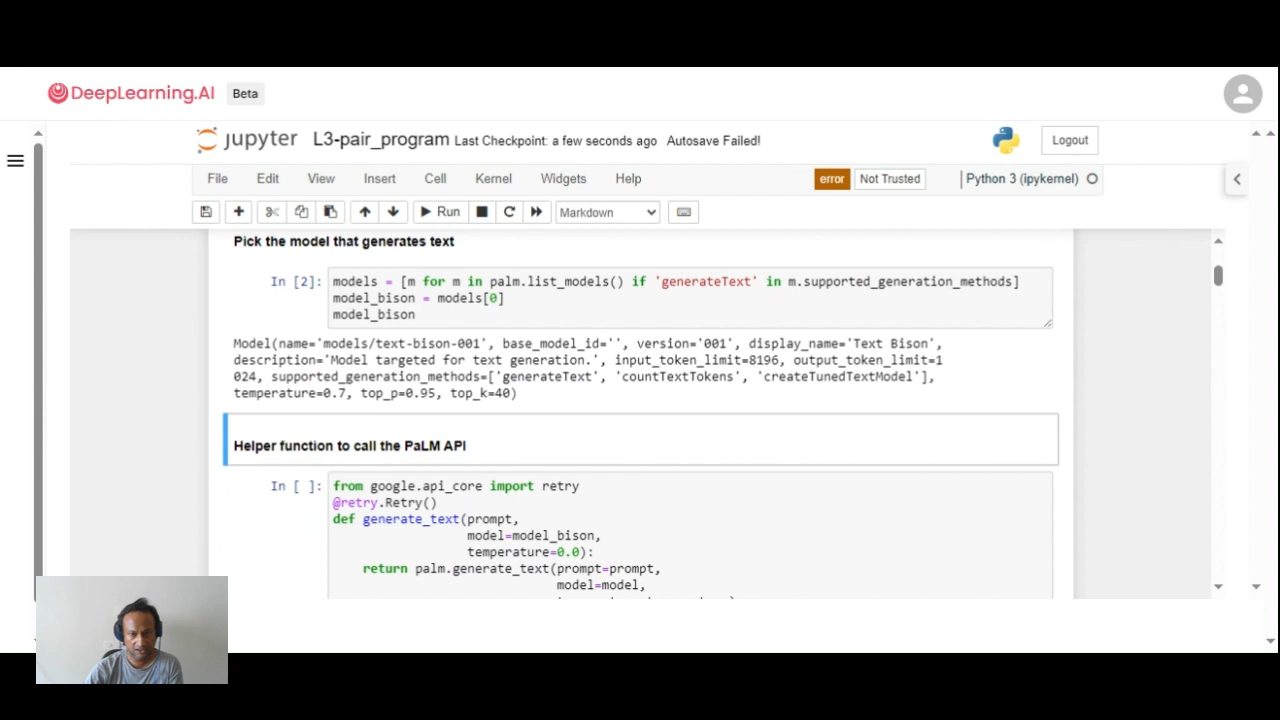 DeepLearning.AI Beta
jupyter L3-pair_program Last Checkpoint: a few seconds ago Autosave Failed!
Logout
File Edit View Insert Cell Kernel Widgets Help error Not Trusted Python 3 (ipykernel)
Run Markdown
Pick the model that generates text
In [2]: models = [m for m in palm.list_models() if 'generateText' in m.supported_generation_methods]
model_bison = models[0]
model_bison
Model(name='models/text-bison-001', base_model_id='', version='001', display_name='Text Bison',
description='Model targeted for text generation.', input_token_limit=8196, output_token_limit=1
024, supported_generation_methods=['generateText', 'countTextTokens', 'createTunedTextModel'],
temperature=0.7, top_p=0.95, top_k=40)
Helper function to call the PaLM API
In [ ]: from google.api_core import retry
@retry.Retry()
def generate_text(prompt,
model=model_bison,
temperature=0.0):
return palm.generate_text(prompt=prompt,
model=model,